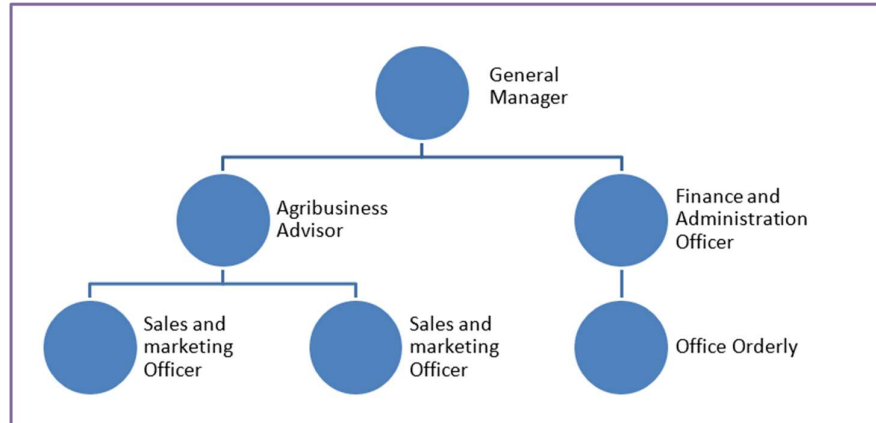 General
Manager
Agribusiness
Advisor
Finance and
Administration
Officer
Sales and
marketing
Officer
Sales and
marketing
Officer
Office Orderly